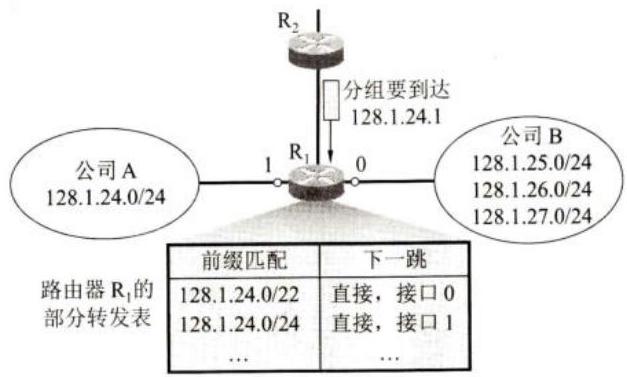 R2
分组要到达
128.1.24.1
公司 A
128.1.24.0/24
1
R1
0
公司 B
128.1.25.0/24
128.1.26.0/24
128.1.27.0/24
路由器 R1的
部分转发表
前缀匹配 下一跳
128.1.24.0/22 直接，接口 0
128.1.24.0/24 直接，接口 1
… …